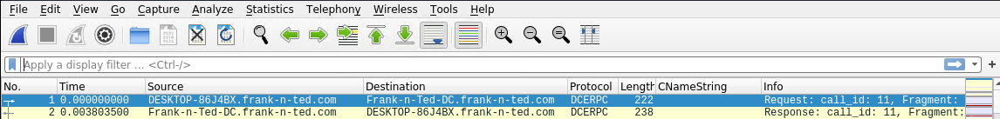 File Edit View Go Capture Analyze Statistics Telephony Wireless Tools Help
Apply a display filter ... <Ctrl-/>
No. Time Source Destination Protocol Length CNameString Info
1 0.000000000 DESKTOP-86J4BX.frank-n-ted.com Frank-n-Ted-DC.frank-n-ted.com DCERPC 222 Request: call_id: 11, Fragment:
2 0.003803500 Frank-n-Ted-DC.frank-n-ted.com DESKTOP-86J4BX.frank-n-ted.com DCERPC 238 Response: call_id: 11, Fragment: